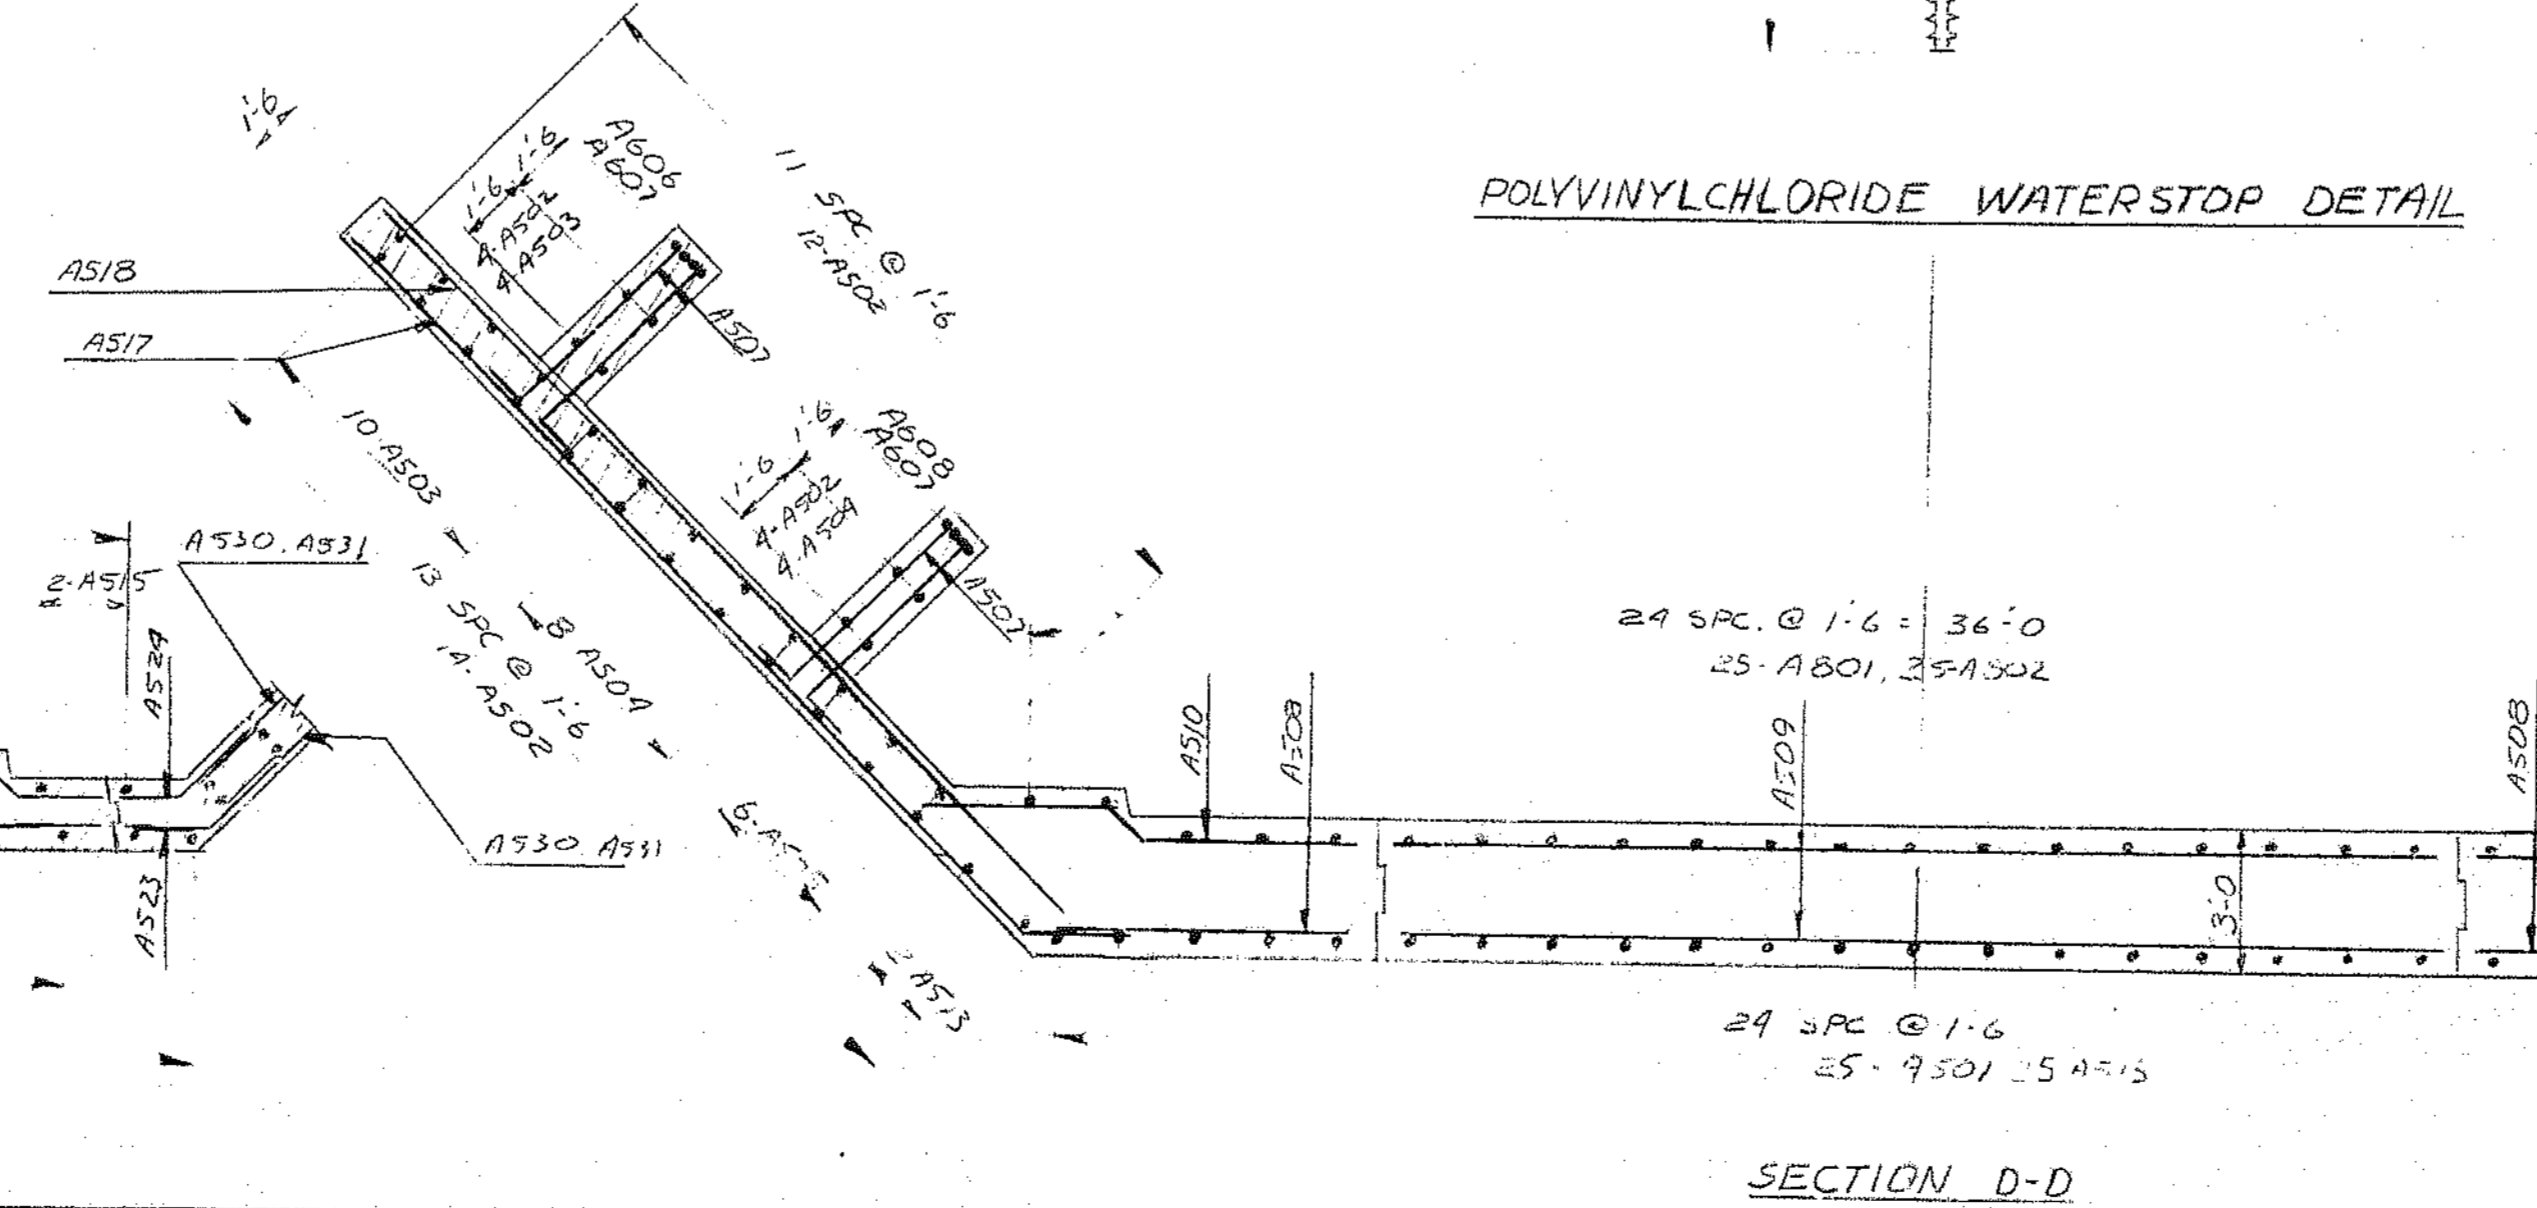 POLYVINYLCHLORIDE WATERSTOP DETAIL
1'-6
1'-6
1'-6
A606
A607
4-A502
4-A503
11 SPC. @ 1'-6
12-A502
A518
A517
A507
10-A503
1'-6
1'-6
A608
A607
4-A502
4-A504
A507
A530, A531
2-A515
A524
13 SPC @ 1'-6
14-A502
8 A504
24 SPC. @ 1'-6 = 36'-0
25-A801, 25-A502
A510
A508
A509
A508
A530 A531
A523
3'-0
A513
24 SPC @ 1'-6
SECTION D-D